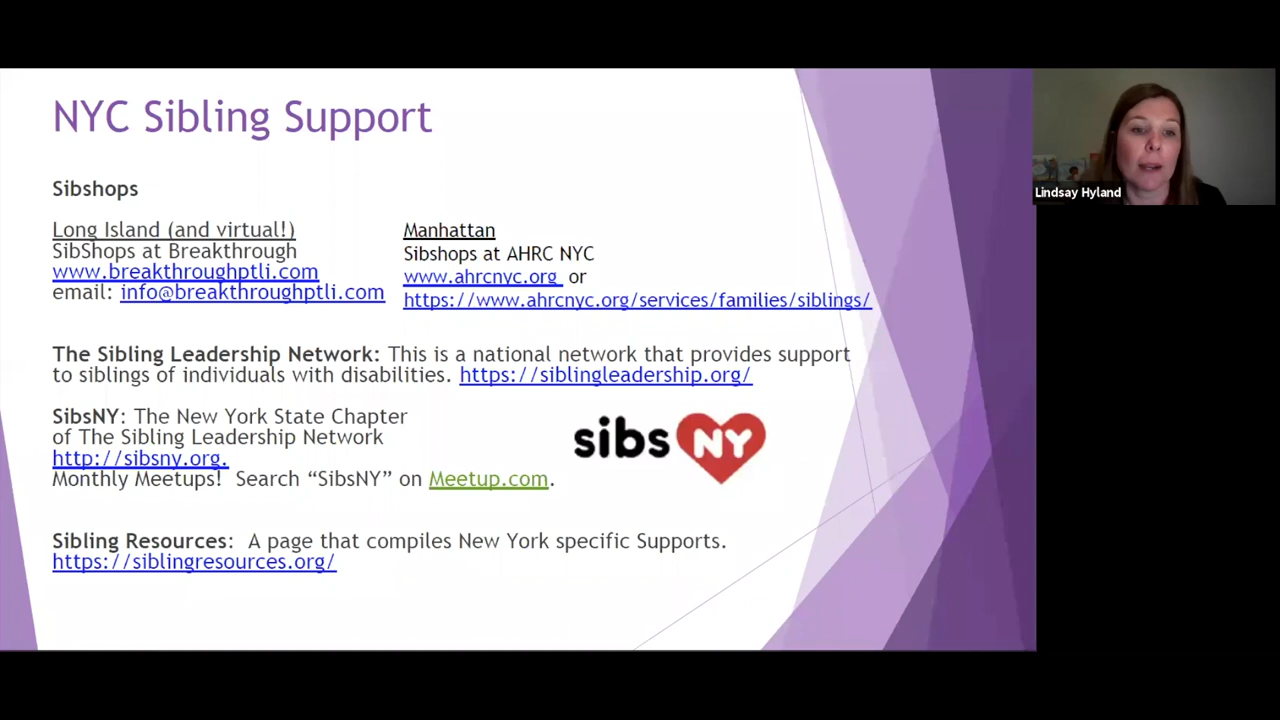 NYC Sibling Support
Sibshops
Long Island (and virtual!)
SibShops at Breakthrough
www.breakthroughptli.com
email: info@breakthroughptli.com
Manhattan
Sibshops at AHRC NYC
www.ahrcnyc.org or
https://www.ahrcnyc.org/services/families/siblings/
The Sibling Leadership Network: This is a national network that provides support
to siblings of individuals with disabilities. https://siblingleadership.org/
SibsNY: The New York State Chapter
of The Sibling Leadership Network
http://sibsny.org.
Monthly Meetups! Search “SibsNY” on Meetup.com.
sibs NY
Sibling Resources: A page that compiles New York specific Supports.
https://siblingresources.org/
Lindsay Hyland